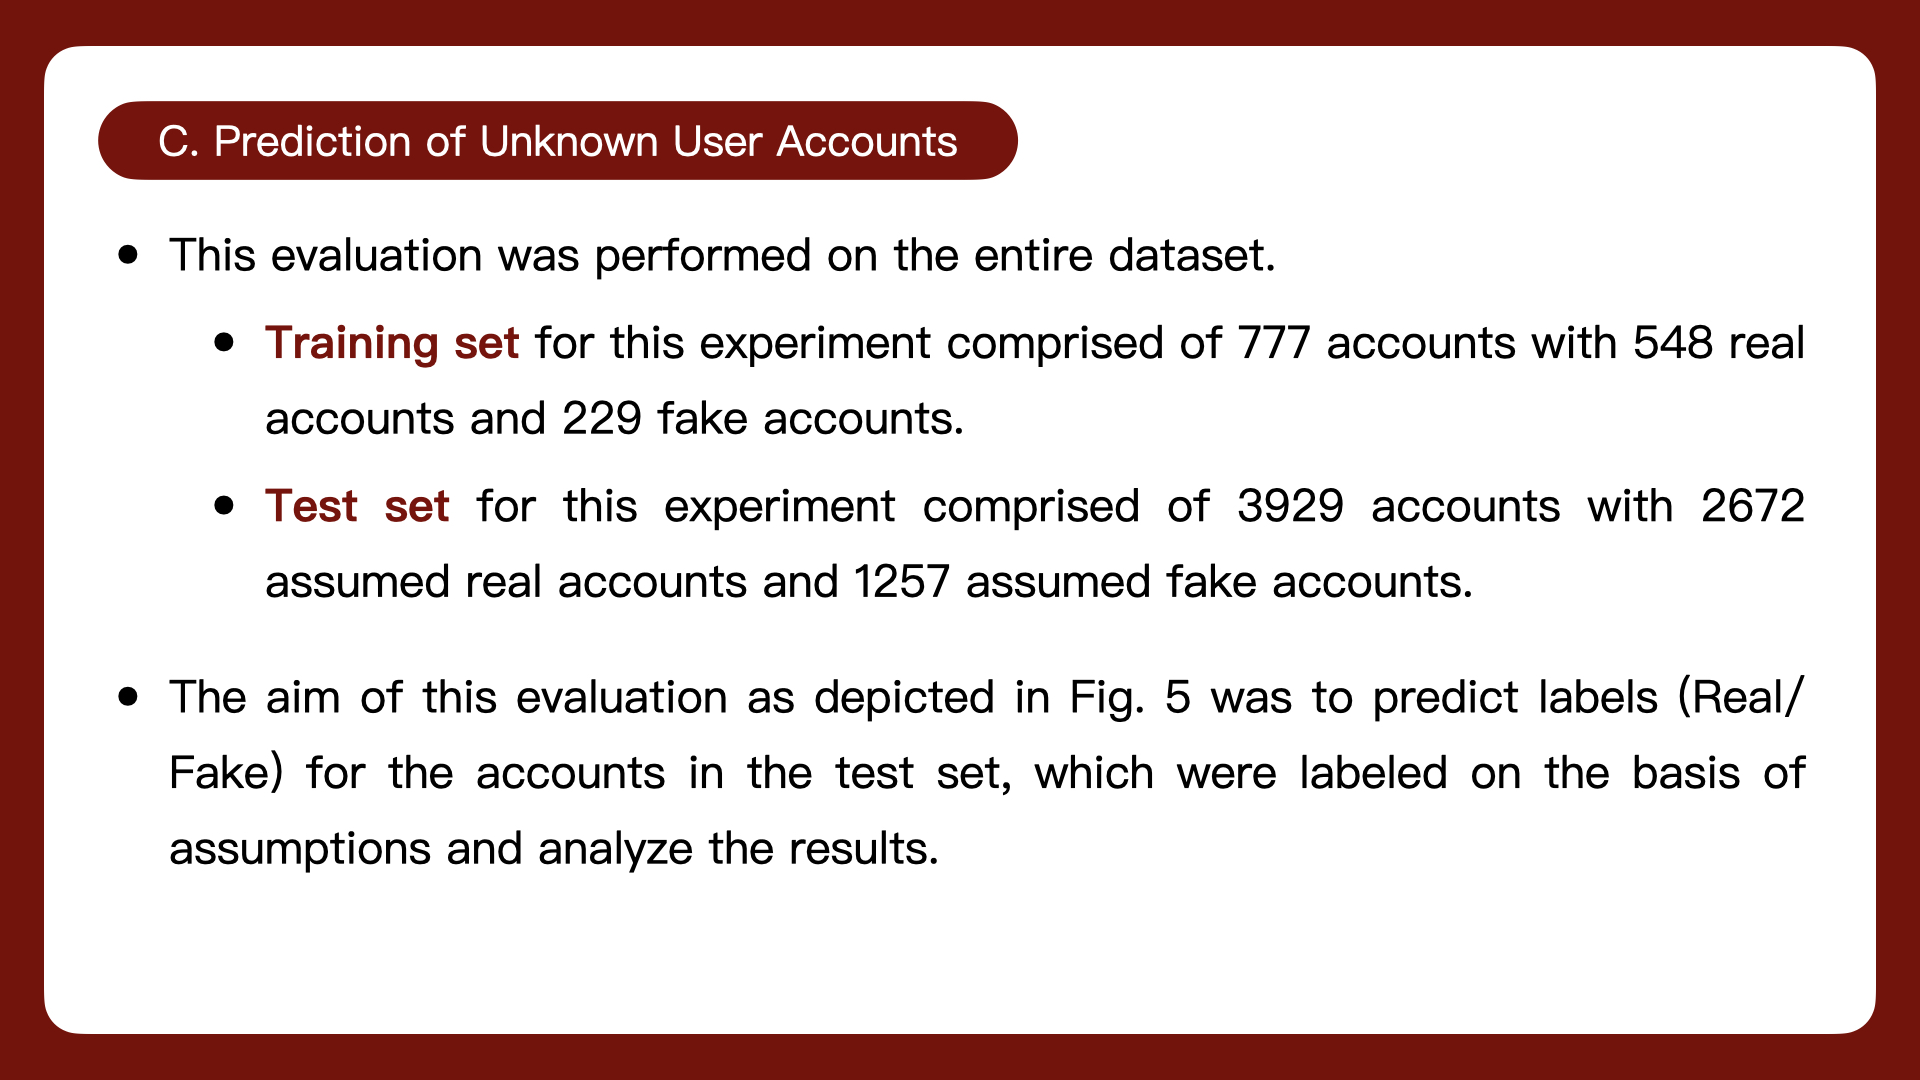 C. Prediction of Unknown User Accounts
• This evaluation was performed on the entire dataset.
• Training set for this experiment comprised of 777 accounts with 548 real
accounts and 229 fake accounts.
• Test set for this experiment comprised of 3929 accounts with 2672
assumed real accounts and 1257 assumed fake accounts.
• The aim of this evaluation as depicted in Fig. 5 was to predict labels (Real/
Fake) for the accounts in the test set, which were labeled on the basis of
assumptions and analyze the results.